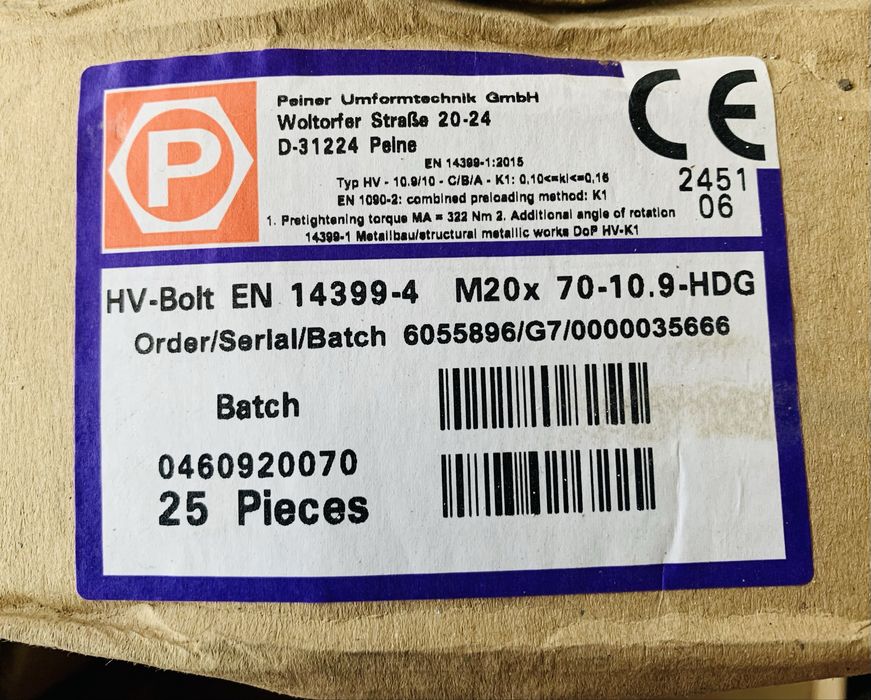 P
Peiner Umformtechnik GmbH
Woltorfer Straße 20-24
D-31224 Peine
EN 14399-1:2015
Typ HV - 10.9/10 - C/B/A - K1: 0,10<=ki<=0,16
EN 1090-2: combined preloading method: K1
1. Pretightening torque MA = 322 Nm 2. Additional angle of rotation
14399-1 Metallbau/structural metallic works DoP HV-K1
CE
2451
06
HV-Bolt EN 14399-4 M20x 70-10.9-HDG
Order/Serial/Batch 6055896/G7/0000035666
Batch
0460920070
25 Pieces